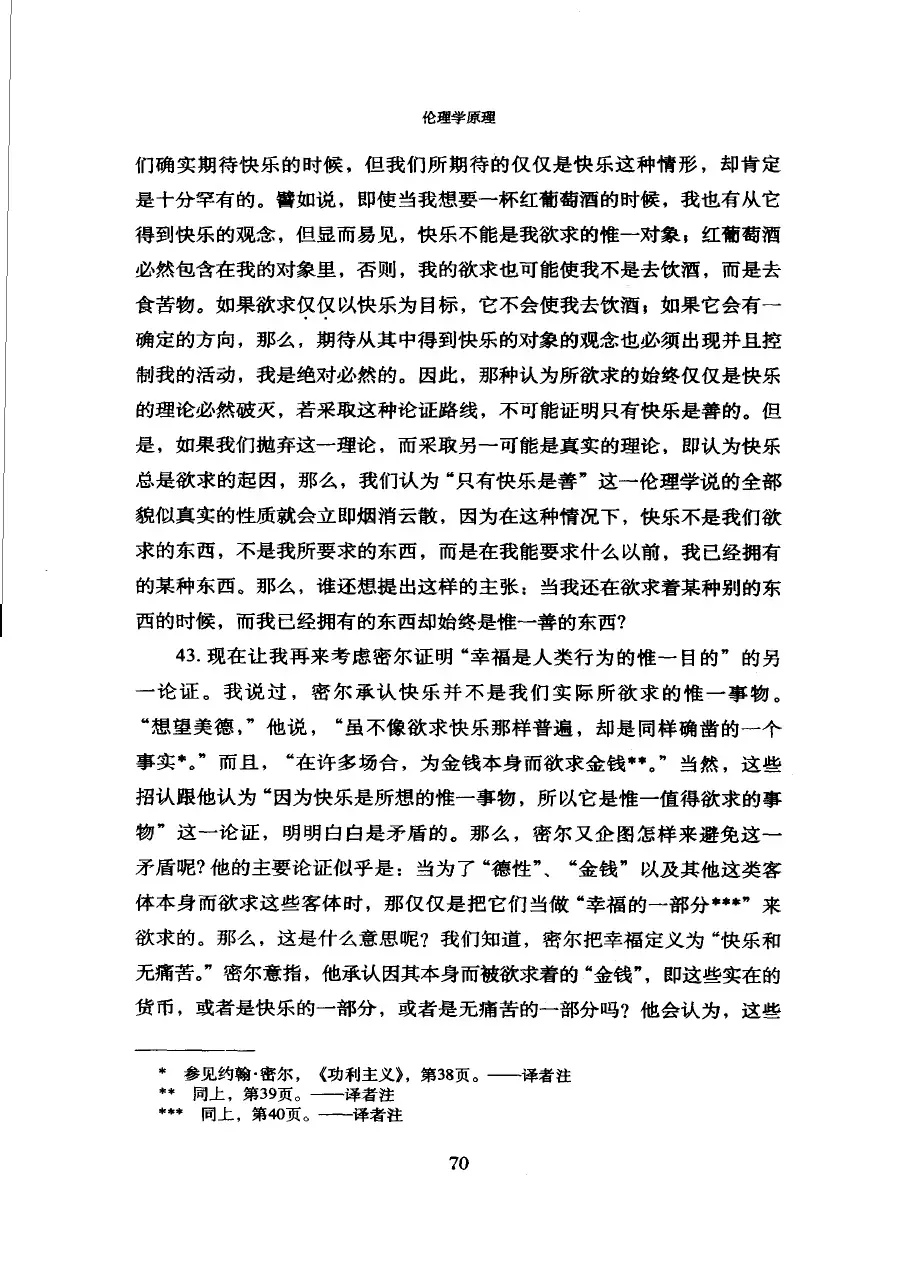 伦理学原理
们确实期待快乐的时候，但我们所期待的仅仅是快乐这种情形，却肯定
是十分罕有的。譬如说，即使当我想要一杯红葡萄酒的时候，我也有从它
得到快乐的观念，但显而易见，快乐不能是我欲求的惟一对象；红葡萄酒
必然包含在我的对象里，否则，我的欲求也可能使我不是去饮酒，而是去
食苦物。如果欲求仅仅以快乐为目标，它不会使我去饮酒；如果它会有一
确定的方向，那么，期待从其中得到快乐的对象的观念也必须出现并且控
制我的活动，我是绝对必然的。因此，那种认为所欲求的始终仅仅是快乐
的理论必然破灭，若采取这种论证路线，不可能证明只有快乐是善的。但
是，如果我们抛弃这一理论，而采取另一可能是真实的理论，即认为快乐
总是欲求的起因，那么，我们认为“只有快乐是善”这一伦理学说的全部
貌似真实的性质就会立即烟消云散，因为在这种情况下，快乐不是我们欲
求的东西，不是我所要求的东西，而是在我能要求什么以前，我已经拥有
的某种东西。那么，谁还想提出这样的主张：当我还在欲求着某种别的东
西的时候，而我已经拥有的东西却始终是惟一善的东西?
43. 现在让我再来考虑密尔证明“幸福是人类行为的惟一目的”的另
一论证。我说过，密尔承认快乐并不是我们实际所欲求的惟一事物。
“想望美德，”他说，“虽不像欲求快乐那样普遍，却是同样确凿的一个
事实*。”而且，“在许多场合，为金钱本身而欲求金钱**。”当然，这些
招认跟他认为“因为快乐是所想的惟一事物，所以它是惟一值得欲求的事
物”这一论证，明明白白是矛盾的。那么，密尔又企图怎样来避免这一
矛盾呢?他的主要论证似乎是：当为了“德性”、“金钱”以及其他这类客
体本身而欲求这些客体时，那仅仅是把它们当做“幸福的一部分***”来
欲求的。那么，这是什么意思呢？我们知道，密尔把幸福定义为“快乐和
无痛苦。”密尔意指，他承认因其本身而被欲求着的“金钱”，即这些实在的
货币，或者是快乐的一部分，或者是无痛苦的一部分吗？他会认为，这些
* 参见约翰·密尔，《功利主义》，第38页。——译者注
** 同上，第39页。——译者注
*** 同上，第40页。——译者注
70